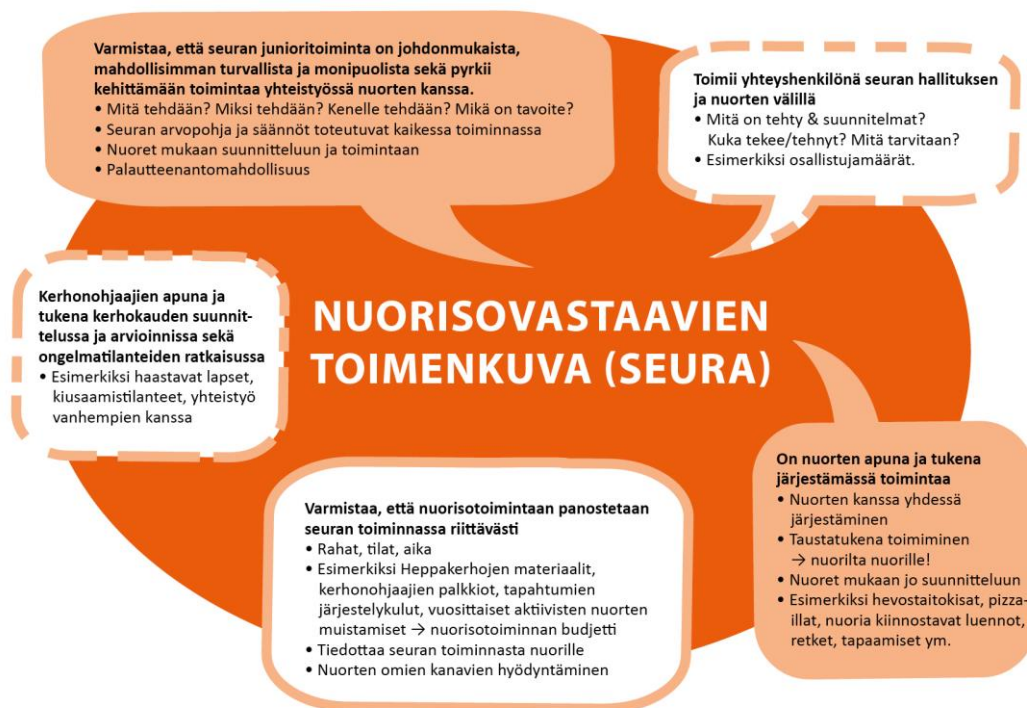 Varmistaa, että seuran junioritoiminta on johdonmukaista,
mahdollisimman turvallista ja monipuolista sekä pyrkii
kehittämään toimintaa yhteistyössä nuorten kanssa.
• Mitä tehdään? Miksi tehdään? Kenelle tehdään? Mikä on tavoite?
• Seuran arvopohja ja säännöt toteutuvat kaikessa toiminnassa
• Nuoret mukaan suunnitteluun ja toimintaan
• Palautteenantomahdollisuus
Toimii yhteyshenkilönä seuran hallituksen
ja nuorten välillä
• Mitä on tehty & suunnitelmat?
Kuka tekee/tehnyt? Mitä tarvitaan?
• Esimerkiksi osallistujamäärät.
Kerhonohjaajien apuna ja
tukena kerhokauden suunnit-
telussa ja arvioinnissa sekä
ongelmatilanteiden ratkaisussa
• Esimerkiksi haastavat lapset,
kiusaamistilanteet, yhteistyö
vanhempien kanssa
NUORISOVASTAAVIEN
TOIMENKUVA (SEURA)
Varmistaa, että nuorisotoimintaan panostetaan
seuran toiminnassa riittävästi
• Rahat, tilat, aika
• Esimerkiksi Heppakerhojen materiaalit,
kerhonohjaajien palkkiot, tapahtumien
järjestelykulut, vuosittaiset aktiivisten nuorten
muistamiset → nuorisotoiminnan budjetti
• Tiedottaa seuran toiminnasta nuorille
• Nuorten omien kanavien hyödyntäminen
On nuorten apuna ja tukena
järjestämässä toimintaa
• Nuorten kanssa yhdessä
järjestäminen
• Taustatukena toimiminen
→ nuorilta nuorille!
• Nuoret mukaan jo suunnitteluun
• Esimerkiksi hevostaitokisat, pizza-
illat, nuoria kiinnostavat luennot,
retket, tapaamiset ym.